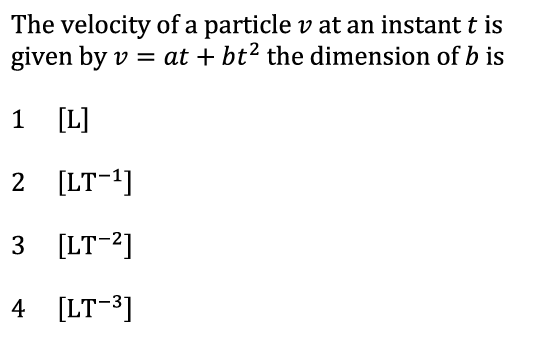 The velocity of a particle v at an instant t is
given by v = at + bt² the dimension of b is
1 [L]
2 [LT⁻¹]
3 [LT⁻²]
4 [LT⁻³]